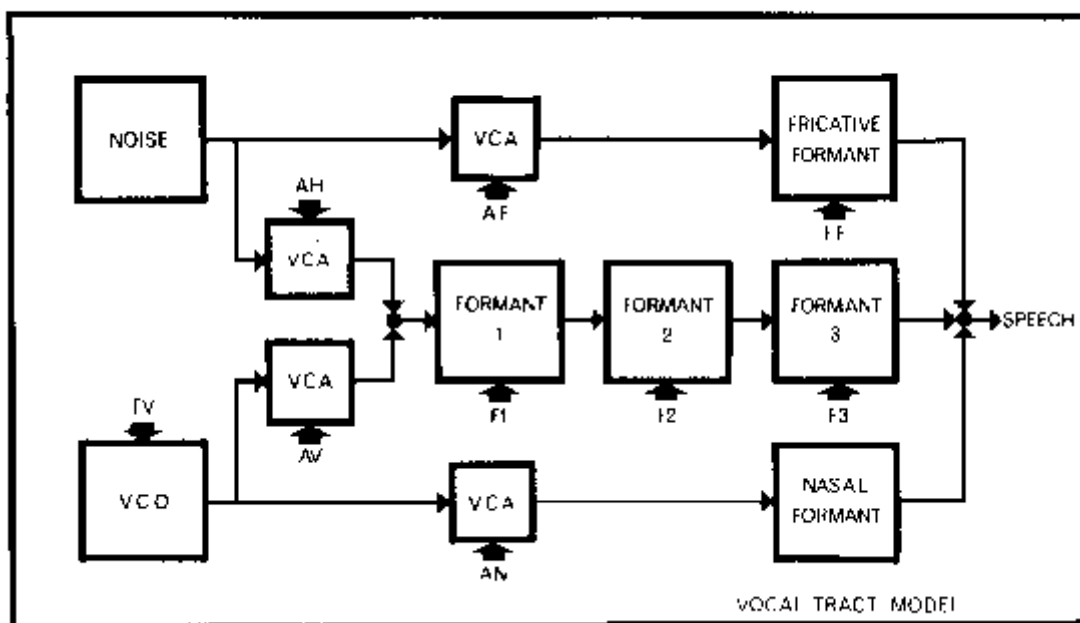 NOISE
VCA
FRICATIVE
FORMANT
AH
AF
FF
VCA
FORMANT
1
FORMANT
2
FORMANT
3
SPEECH
VCA
FV
F1
F2
F3
AV
VCO
VCA
NASAL
FORMANT
AN
VOCAL TRACT MODEL